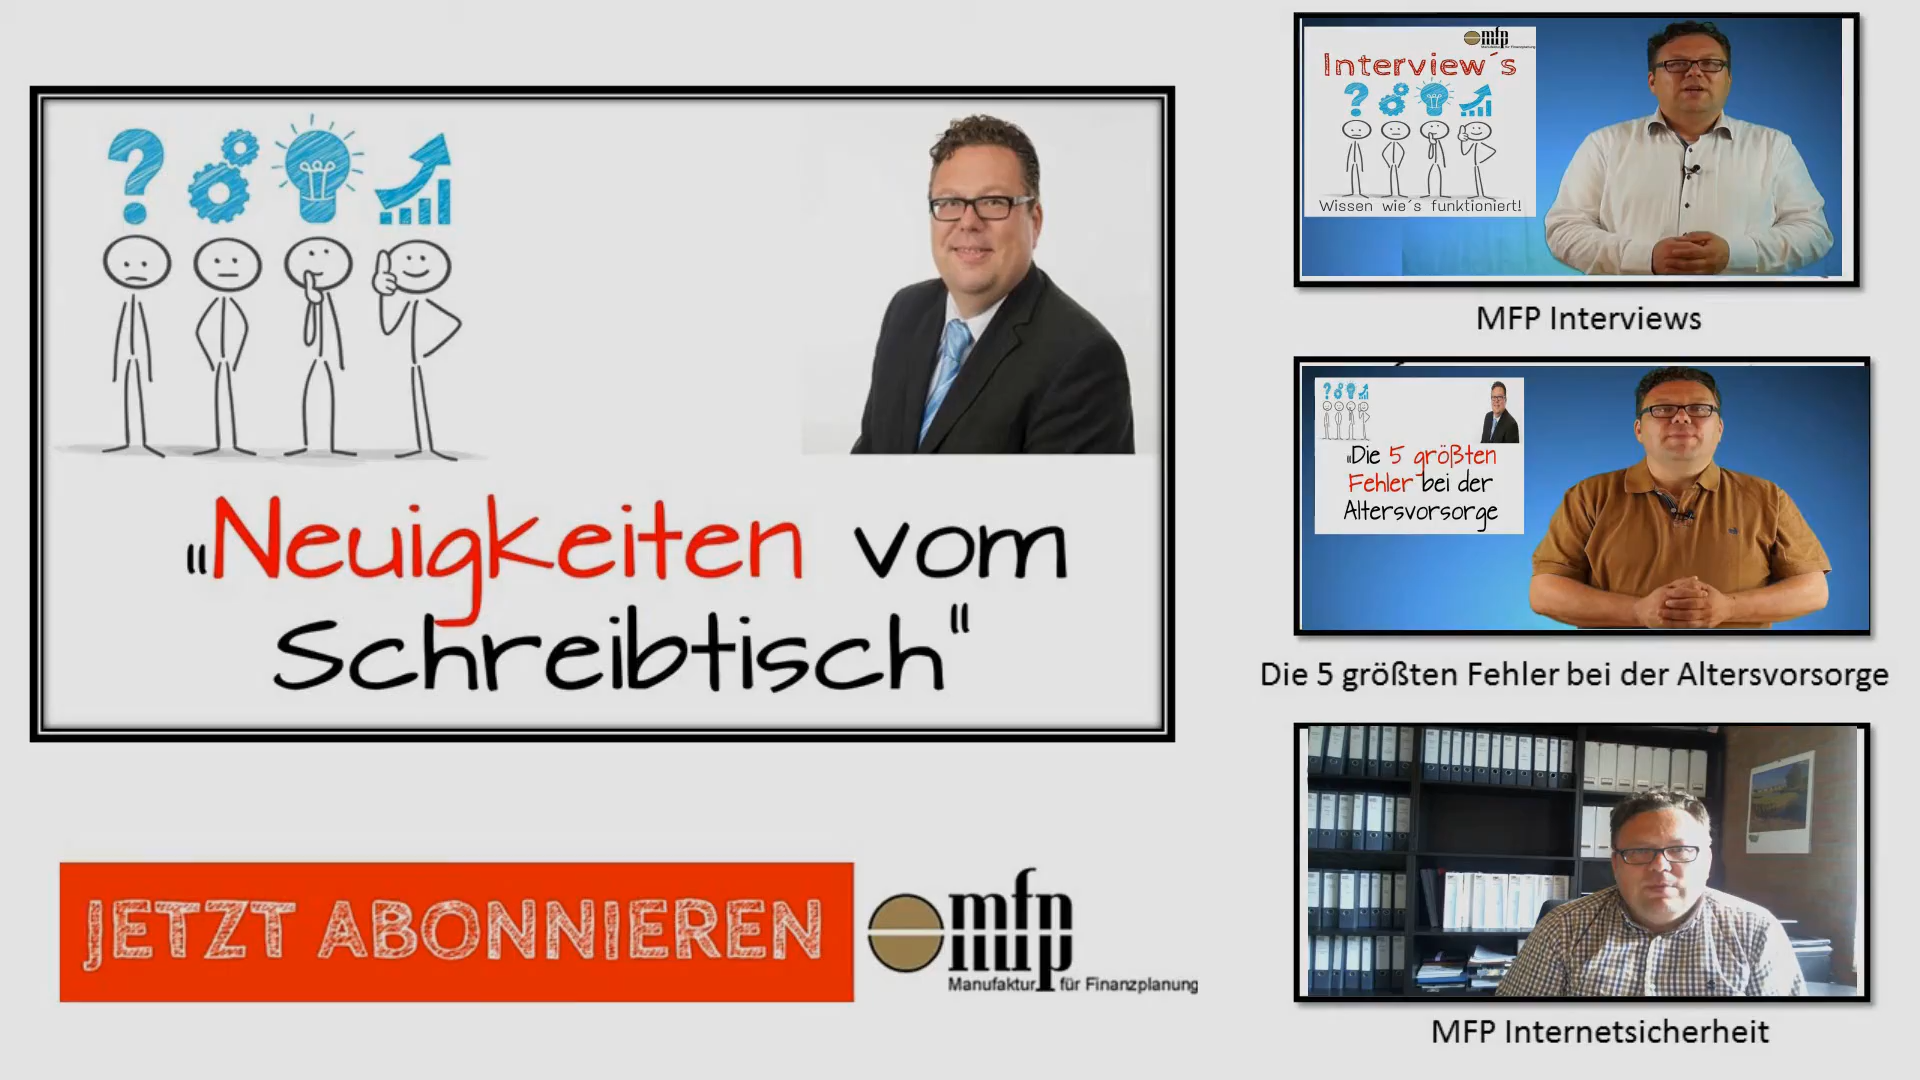 „Neuigkeiten vom
Schreibtisch“
JETZT ABONNIEREN
mfp
Manufaktur für Finanzplanung
mfp
Interview´s
Wissen wie´s funktioniert!
MFP Interviews
„Die 5 größten
Fehler bei der
Altersvorsorge
Die 5 größten Fehler bei der Altersvorsorge
MFP Internetsicherheit